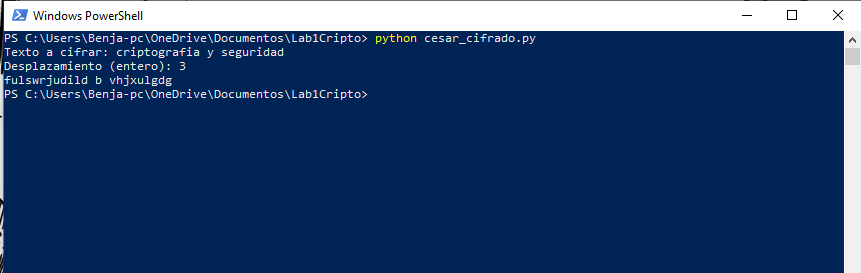 Windows PowerShell
PS C:\Users\Benja-pc\OneDrive\Documentos\Lab1Cripto> python cesar_cifrado.py
Texto a cifrar: criptografia y seguridad
Desplazamiento (entero): 3
fulswrjudild b vhjxulgdg
PS C:\Users\Benja-pc\OneDrive\Documentos\Lab1Cripto>